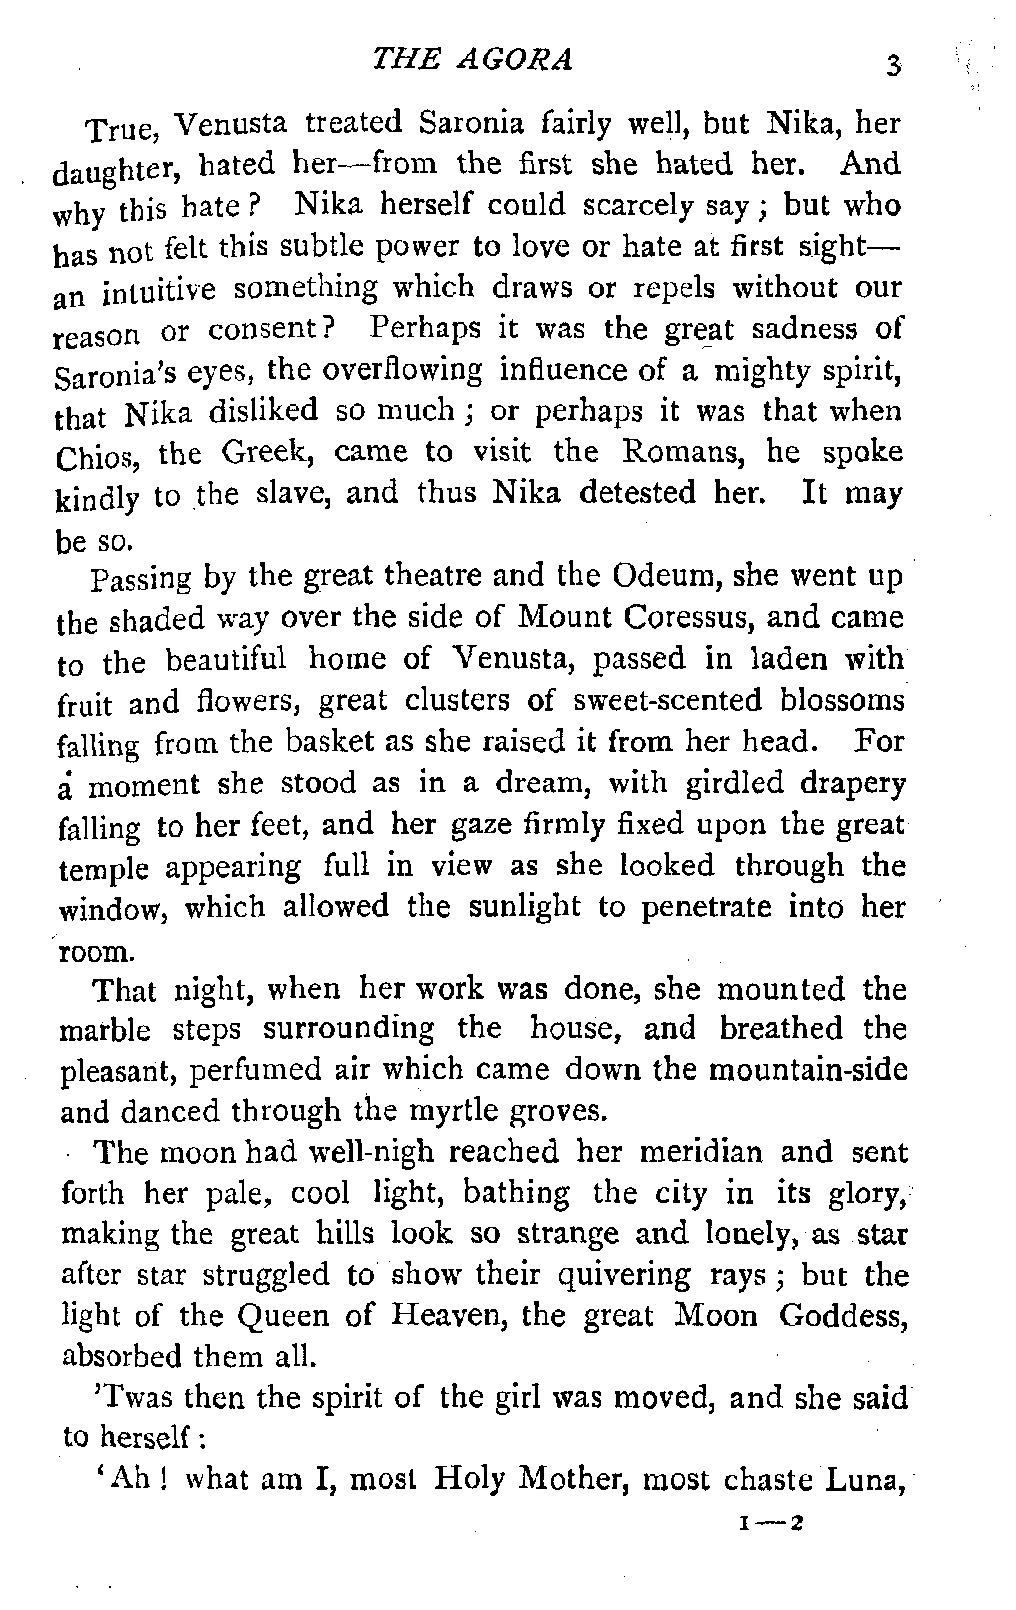 THE AGORA 3
True, Venusta treated Saronia fairly well, but Nika, her
daughter, hated her—from the first she hated her. And
why this hate? Nika herself could scarcely say; but who
has not felt this subtle power to love or hate at first sight—
an intuitive something which draws or repels without our
reason or consent? Perhaps it was the great sadness of
Saronia's eyes, the overflowing influence of a mighty spirit,
that Nika disliked so much; or perhaps it was that when
Chios, the Greek, came to visit the Romans, he spoke
kindly to the slave, and thus Nika detested her. It may
be so.
Passing by the great theatre and the Odeum, she went up
the shaded way over the side of Mount Coressus, and came
to the beautiful home of Venusta, passed in laden with
fruit and flowers, great clusters of sweet-scented blossoms
falling from the basket as she raised it from her head. For
a moment she stood as in a dream, with girdled drapery
falling to her feet, and her gaze firmly fixed upon the great
temple appearing full in view as she looked through the
window, which allowed the sunlight to penetrate into her
room.
That night, when her work was done, she mounted the
marble steps surrounding the house, and breathed the
pleasant, perfumed air which came down the mountain-side
and danced through the myrtle groves.
The moon had well-nigh reached her meridian and sent
forth her pale, cool light, bathing the city in its glory,
making the great hills look so strange and lonely, as star
after star struggled to show their quivering rays; but the
light of the Queen of Heaven, the great Moon Goddess,
absorbed them all.
'Twas then the spirit of the girl was moved, and she said
to herself:
'Ah! what am I, most Holy Mother, most chaste Luna,
1—2